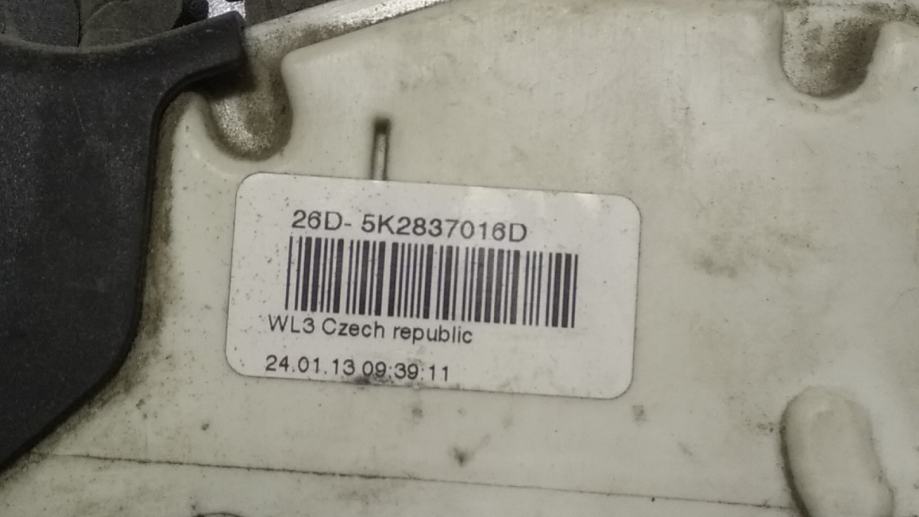 26D- 5K2837016D
WL3 Czech republic
24.01.13 09:39:11